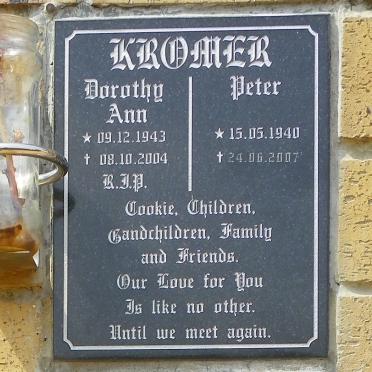 KROMER
Dorothy Ann
★ 09.12.1943
✝ 08.10.2004
R.I.P.
Peter
★ 15.05.1940
✝ 24.06.2007
Cookie, Children,
Gandchildren, Family
and Friends.
Our Love for You
Is like no other.
Until we meet again.